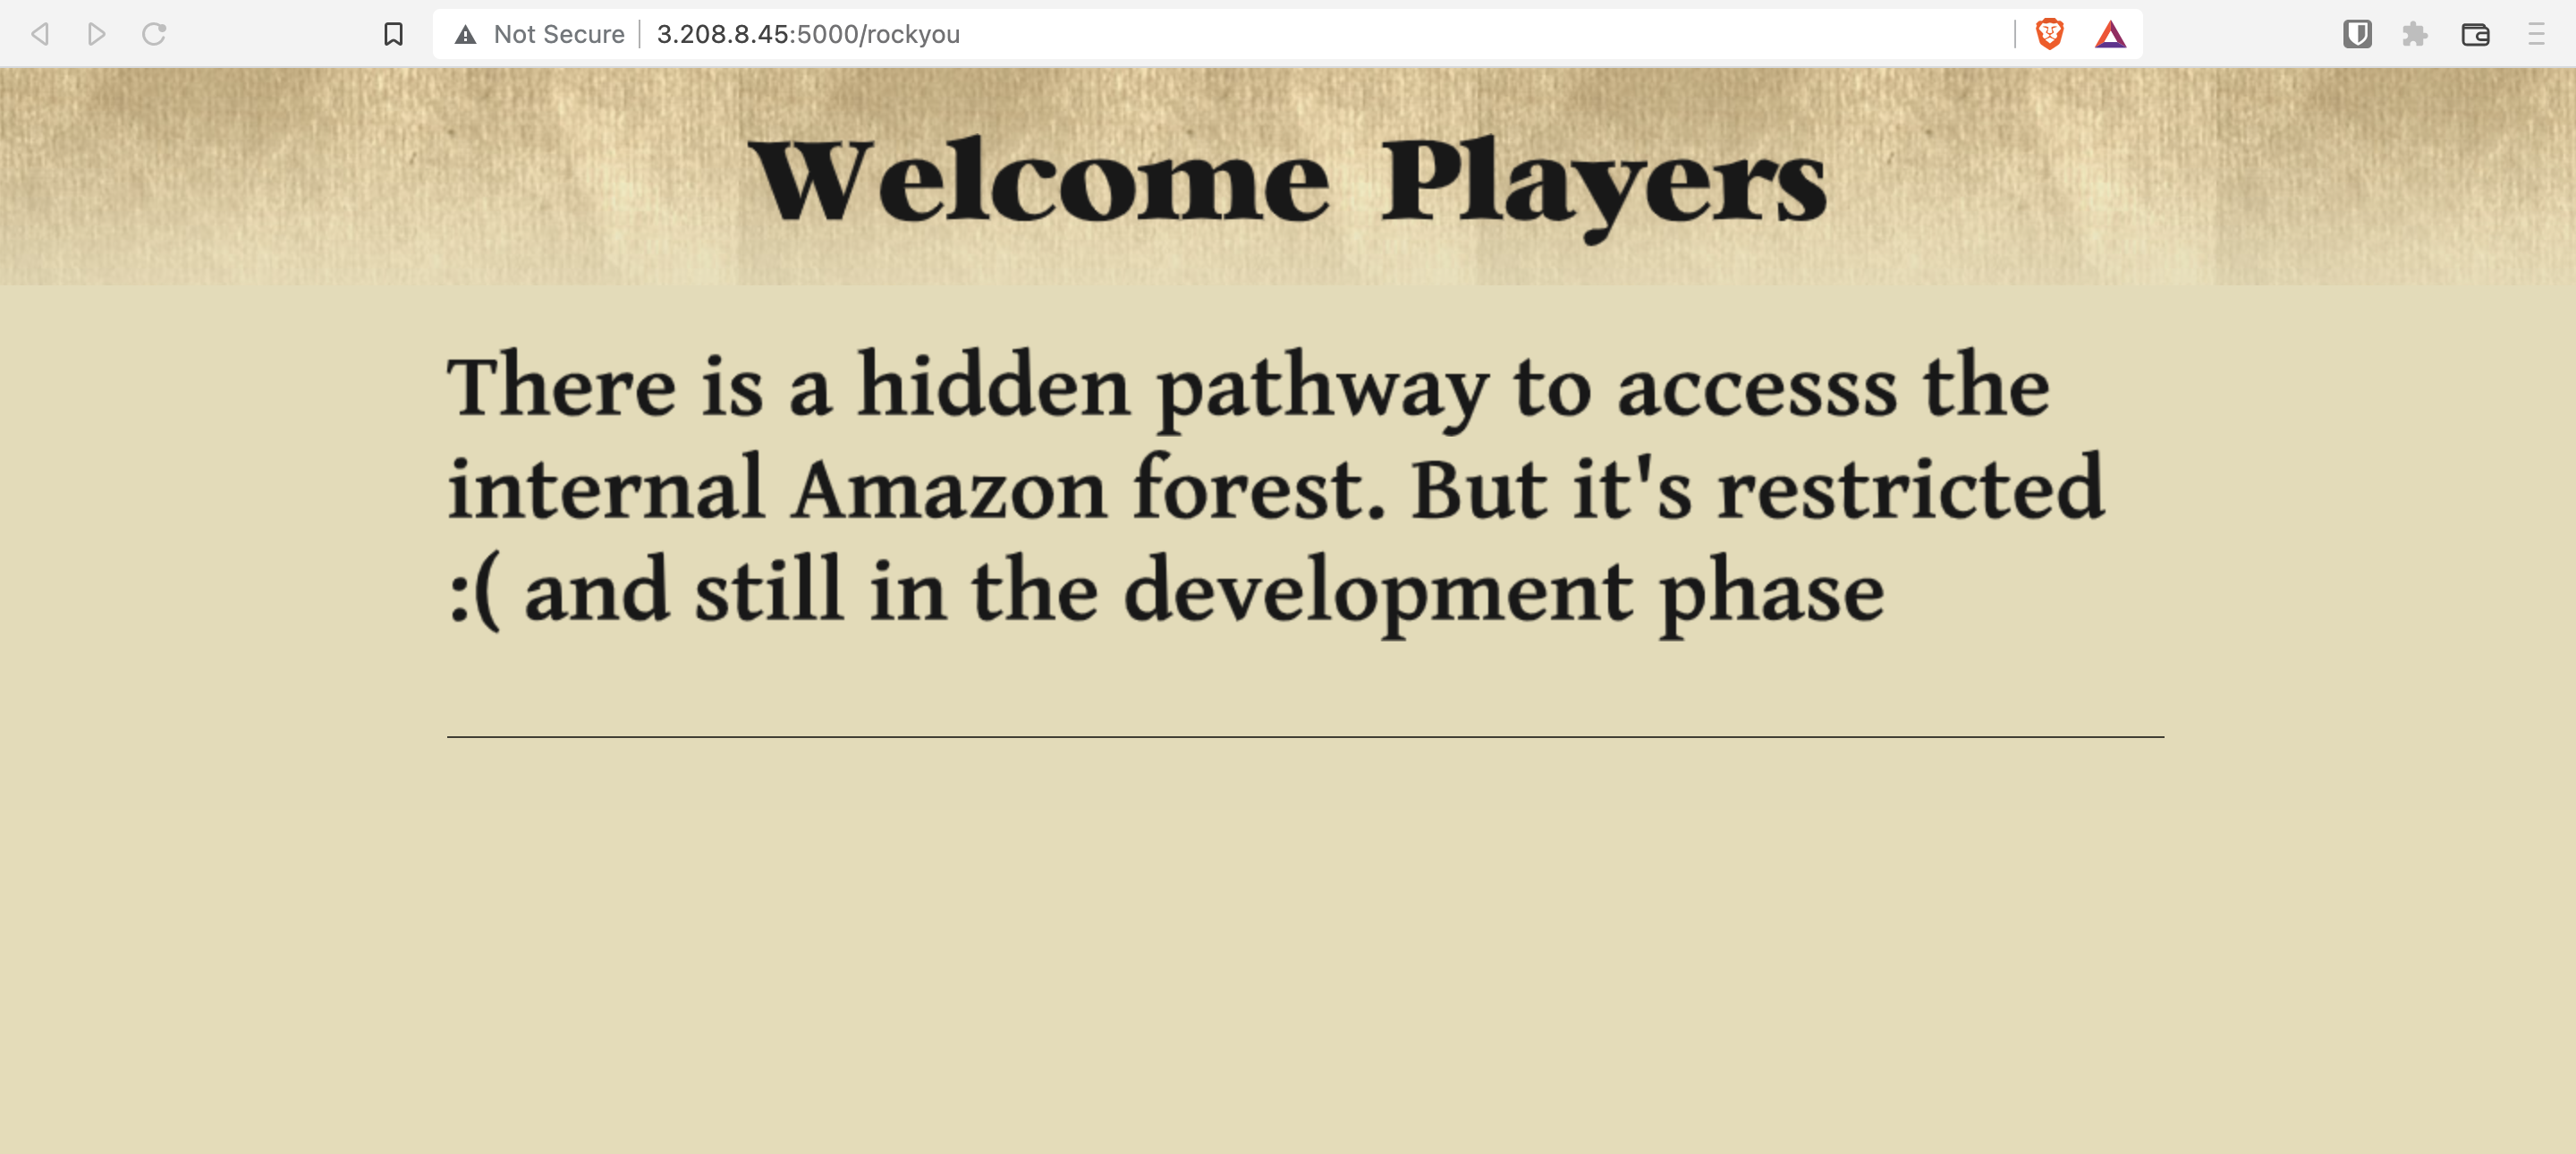 Not Secure 3.208.8.45:5000/rockyou
Welcome Players
There is a hidden pathway to accesss the
internal Amazon forest. But it's restricted
:( and still in the development phase